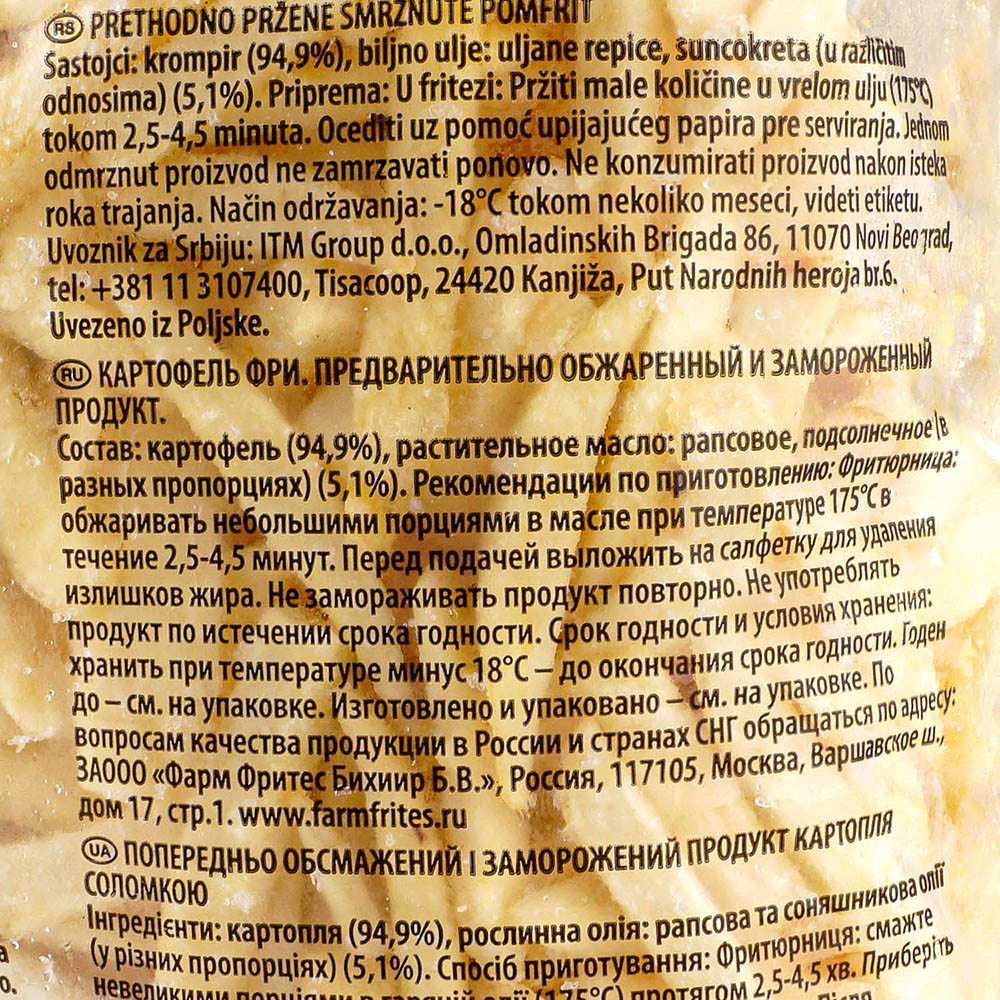 RS PRETHODNO PRŽENE SMRZNUTE POMFRIT
Sastojci: krompir (94,9%), biljno ulje: uljane repice, suncokreta (u različitim
odnosima) (5,1%). Priprema: U fritezi: Pržiti male količine u vrelom ulju (175°C)
tokom 2,5-4,5 minuta. Ocediti uz pomoć upijajućeg papira pre serviranja. Jednom
odmrznut proizvod ne zamrzavati ponovo. Ne konzumirati proizvod nakon isteka
roka trajanja. Način održavanja: -18°C tokom nekoliko meseci, videti etiketu.
Uvoznik za Srbiju: ITM Group d.o.o., Omladinskih Brigada 86, 11070 Novi Beograd,
tel: +381 11 3107400, Tisacoop, 24420 Kanjiža, Put Narodnih heroja br.6.
Uvezeno iz Poljske.
RU КАРТОФЕЛЬ ФРИ. ПРЕДВАРИТЕЛЬНО ОБЖАРЕННЫЙ И ЗАМОРОЖЕННЫЙ
ПРОДУКТ.
Состав: картофель (94,9%), растительное масло: рапсовое, подсолнечное (в
разных пропорциях) (5,1%). Рекомендации по приготовлению: Фритюрница:
обжаривать небольшими порциями в масле при температуре 175°C в
течение 2,5-4,5 минут. Перед подачей выложить на салфетку для удаления
излишков жира. Не замораживать продукт повторно. Не употреблять
продукт по истечении срока годности. Срок годности и условия хранения:
хранить при температуре минус 18°C – до окончания срока годности. Годен
до – см. на упаковке. Изготовлено и упаковано – см. на упаковке. По
вопросам качества продукции в России и странах СНГ обращаться по адресу:
ЗАООО «Фарм Фритес Бихиир Б.В.», Россия, 117105, Москва, Варшавское ш.,
дом 17, стр.1. www.farmfrites.ru
UA ПОПЕРЕДНЬО ОБСМАЖЕНИЙ І ЗАМОРОЖЕНИЙ ПРОДУКТ КАРТОПЛЯ
СОЛОМКОЮ
Інгредієнти: картопля (94,9%), рослинна олія: рапсова та соняшникова олії
(у різних пропорціях) (5,1%). Спосіб приготування: Фритюрниця: смажте
невеликими порціями в гарячій олії (175°C) протягом 2,5-4,5 хв. Приберіть